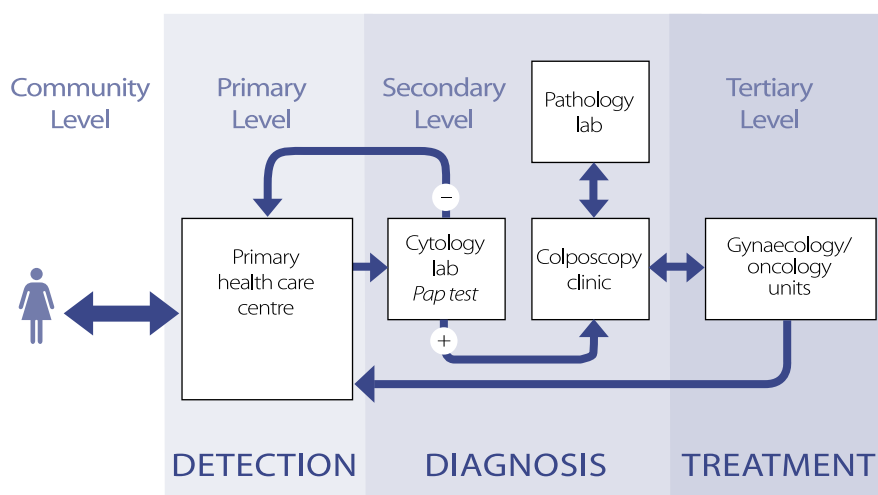 Community
Level
Primary
Level
Secondary
Level
Tertiary
Level
Pathology
lab
−
Primary
health care
centre
Cytology
lab
Pap test
Colposcopy
clinic
Gynaecology/
oncology
units
+
DETECTION
DIAGNOSIS
TREATMENT